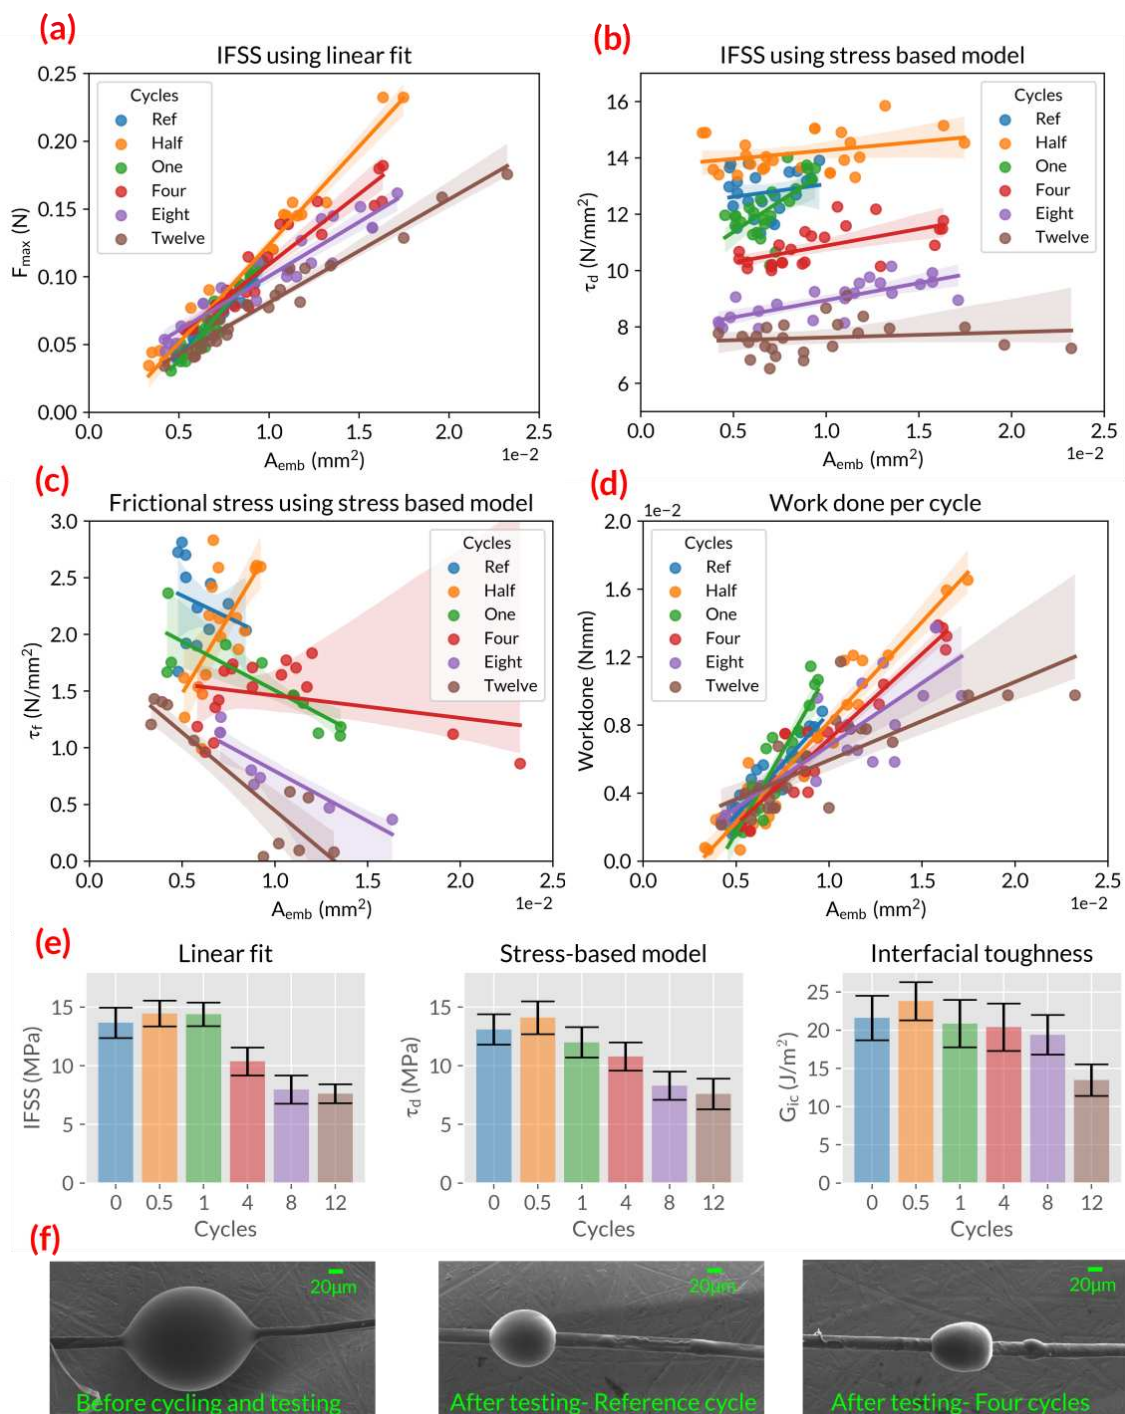 (a)
IFSS using linear fit
0.25
0.20
0.15
0.10
0.05
0.00
F_max (N)
Cycles
Ref
Half
One
Four
Eight
Twelve
0.0 0.5 1.0 1.5 2.0 2.5
A_emb (mm²)
1e−2
(b)
IFSS using stress based model
16
14
12
10
8
6
τ_d (N/mm²)
Cycles
Ref
Half
One
Four
Eight
Twelve
0.0 0.5 1.0 1.5 2.0 2.5
A_emb (mm²)
1e−2
(c)
Frictional stress using stress based model
3.0
2.5
2.0
1.5
1.0
0.5
0.0
τ_f (N/mm²)
Cycles
Ref
Half
One
Four
Eight
Twelve
0.0 0.5 1.0 1.5 2.0 2.5
A_emb (mm²)
1e−2
(d)
Work done per cycle
1e−2
2.0
1.6
1.2
0.8
0.4
0.0
Workdone (Nmm)
Cycles
Ref
Half
One
Four
Eight
Twelve
0.0 0.5 1.0 1.5 2.0 2.5
A_emb (mm²)
1e−2
(e)
Linear fit
15
10
5
0
IFSS (MPa)
0 0.5 1 4 8 12
Cycles
Stress-based model
15
10
5
0
τ_d (MPa)
0 0.5 1 4 8 12
Cycles
Interfacial toughness
25
20
15
10
5
0
G_ic (J/m²)
0 0.5 1 4 8 12
Cycles
(f)
20μm
Before cycling and testing
20μm
After testing- Reference cycle
20μm
After testing- Four cycles